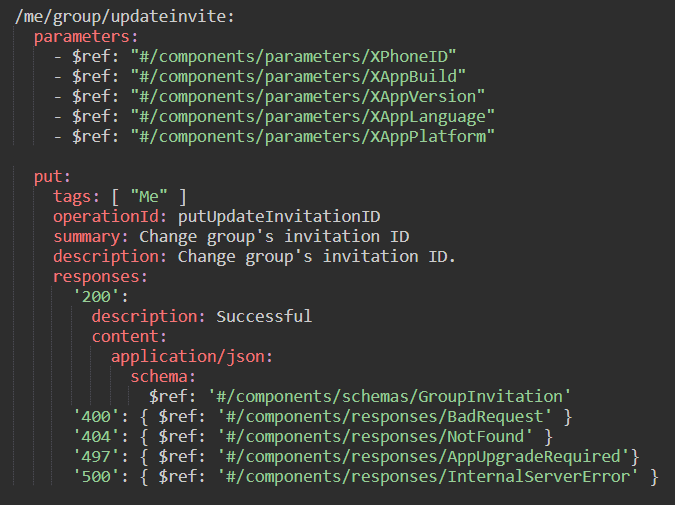 /me/group/updateinvite:
  parameters:
    - $ref: "#/components/parameters/XPhoneID"
    - $ref: "#/components/parameters/XAppBuild"
    - $ref: "#/components/parameters/XAppVersion"
    - $ref: "#/components/parameters/XAppLanguage"
    - $ref: "#/components/parameters/XAppPlatform"

  put:
    tags: [ "Me" ]
    operationId: putUpdateInvitationID
    summary: Change group's invitation ID
    description: Change group's invitation ID.
    responses:
      '200':
        description: Successful
        content:
          application/json:
            schema:
              $ref: '#/components/schemas/GroupInvitation'
      '400': { $ref: '#/components/responses/BadRequest' }
      '404': { $ref: '#/components/responses/NotFound' }
      '497': { $ref: '#/components/responses/AppUpgradeRequired'}
      '500': { $ref: '#/components/responses/InternalServerError' }